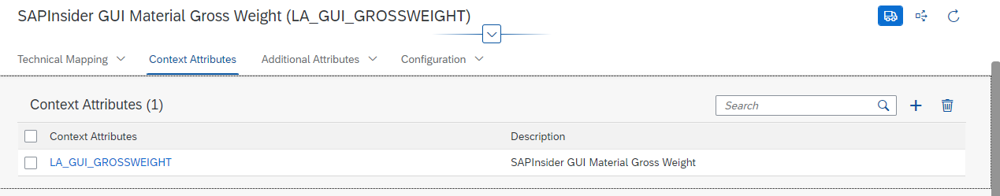 SAPInsider GUI Material Gross Weight (LA_GUI_GROSSWEIGHT)
Technical Mapping Context Attributes Additional Attributes Configuration
Context Attributes (1) Search
Context Attributes Description
LA_GUI_GROSSWEIGHT SAPInsider GUI Material Gross Weight